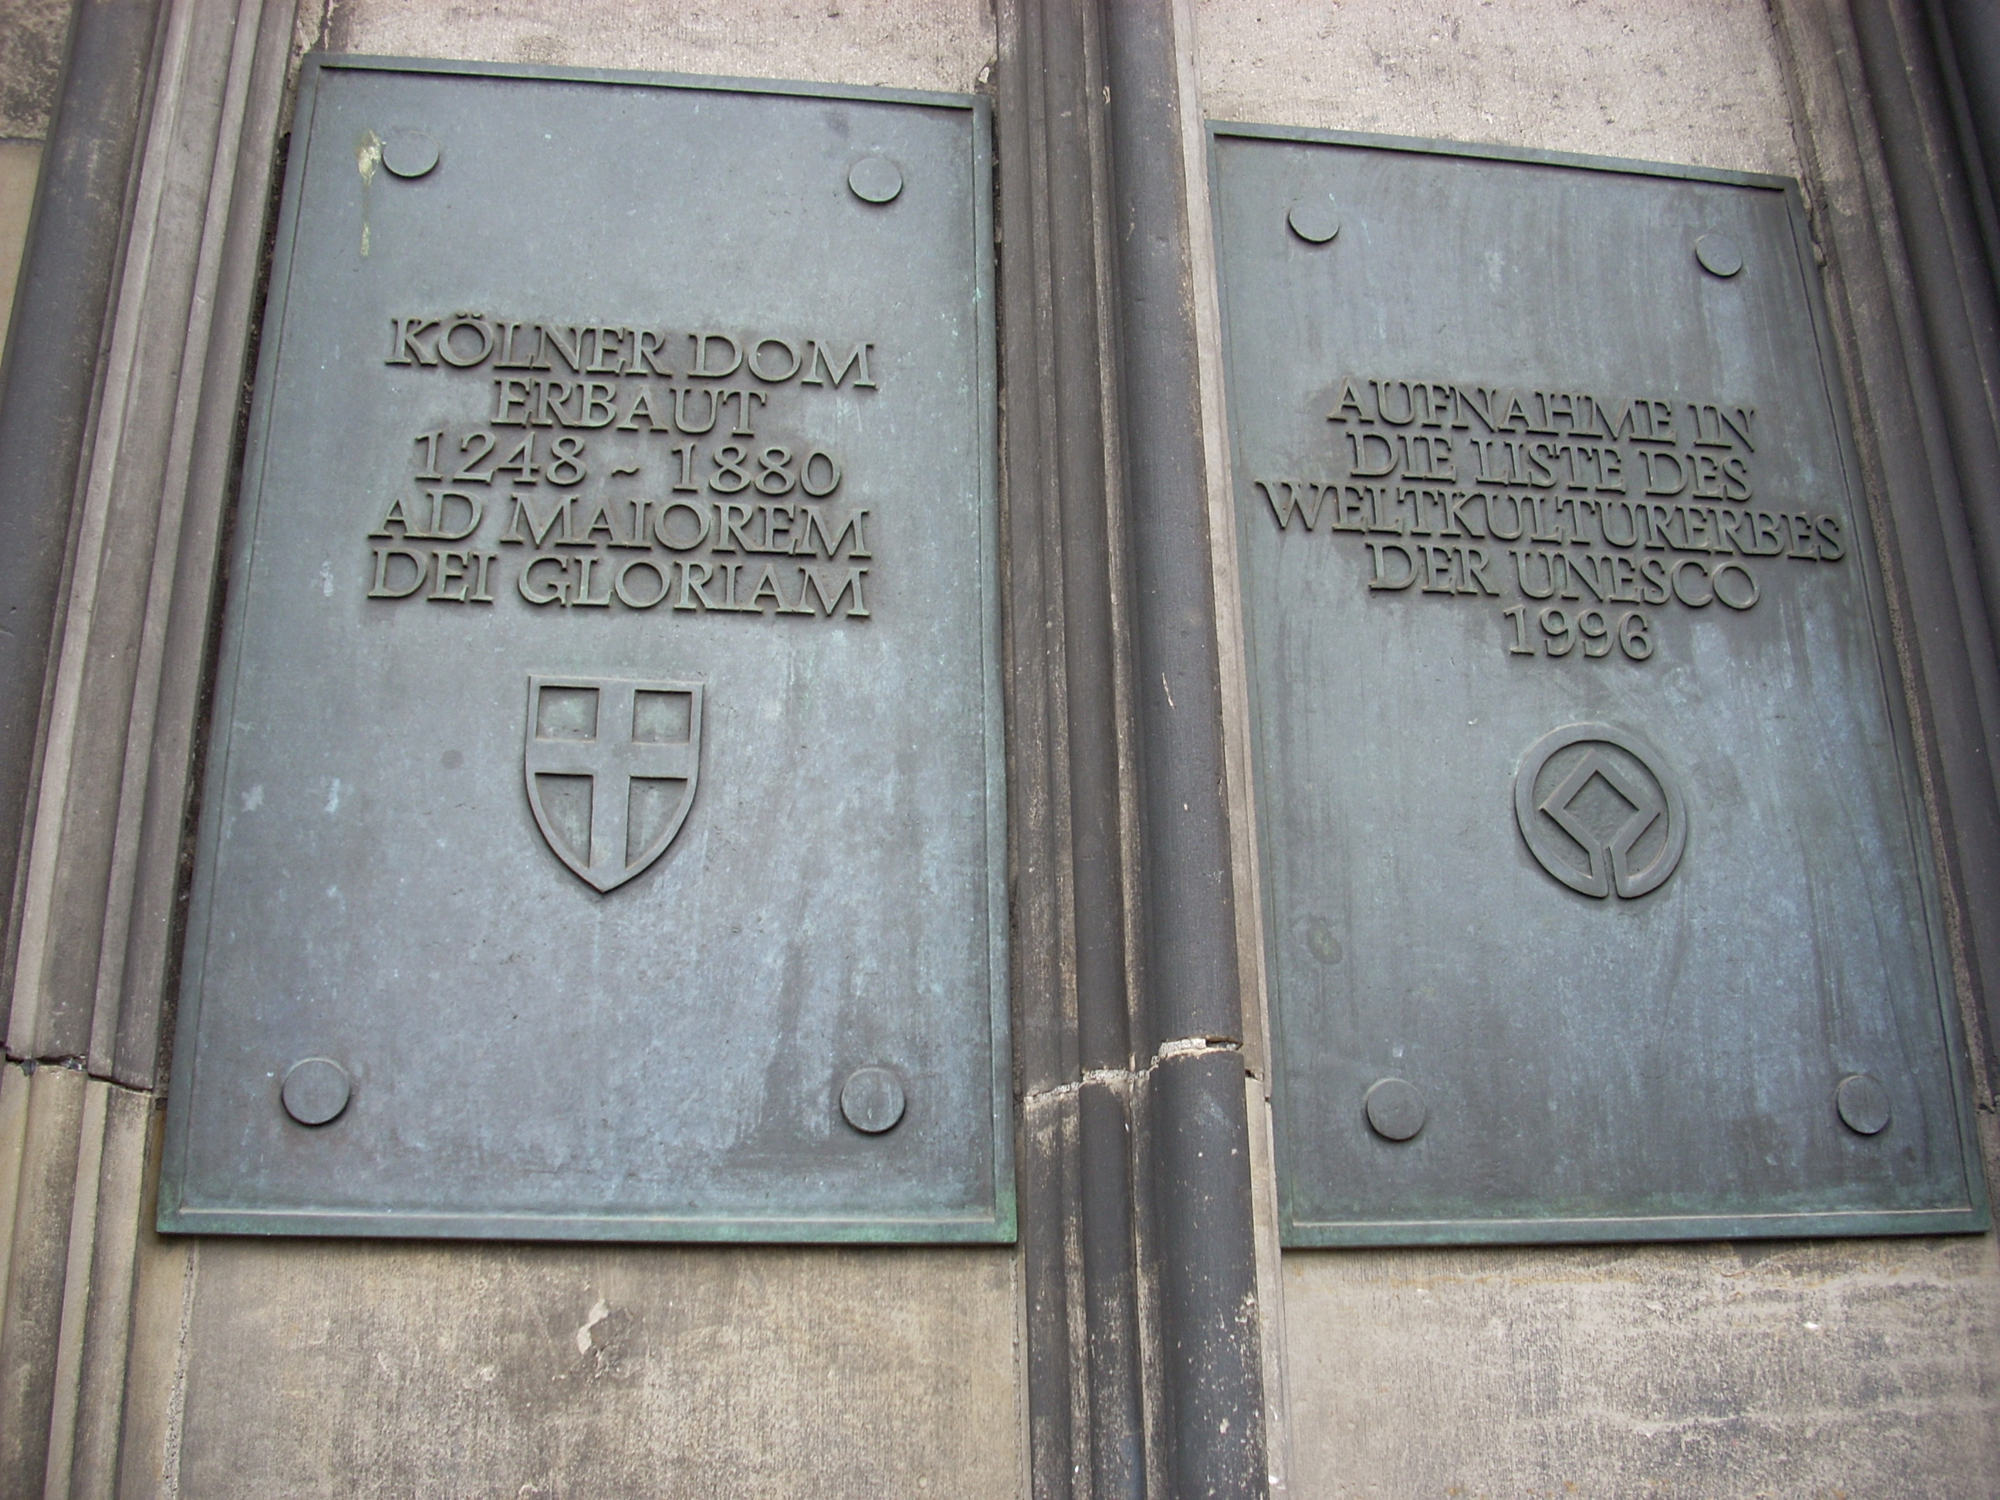 KÖLNER DOM
ERBAUT
1248 - 1880
AD MAIOREM
DEI GLORIAM
AUFNAHME IN
DIE LISTE DES
WELTKULTURERBES
DER UNESCO
1996